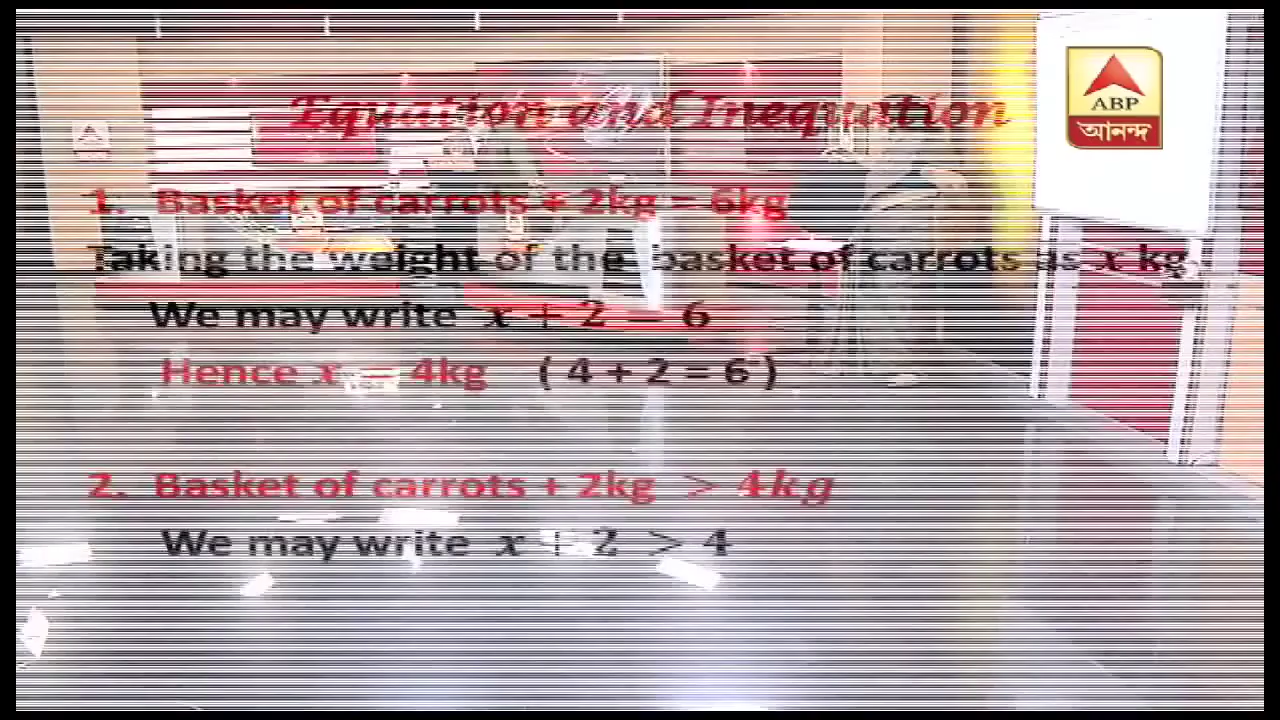 Equation and Inequation
ABP
আনন্দ
1. Basket of carrots + 2kg = 6kg
Taking the weight of the basket of carrots as x kg
We may write x + 2 = 6
Hence x = 4kg ( 4 + 2 = 6 )
2. Basket of carrots + 2kg > 4kg
We may write x + 2 > 4